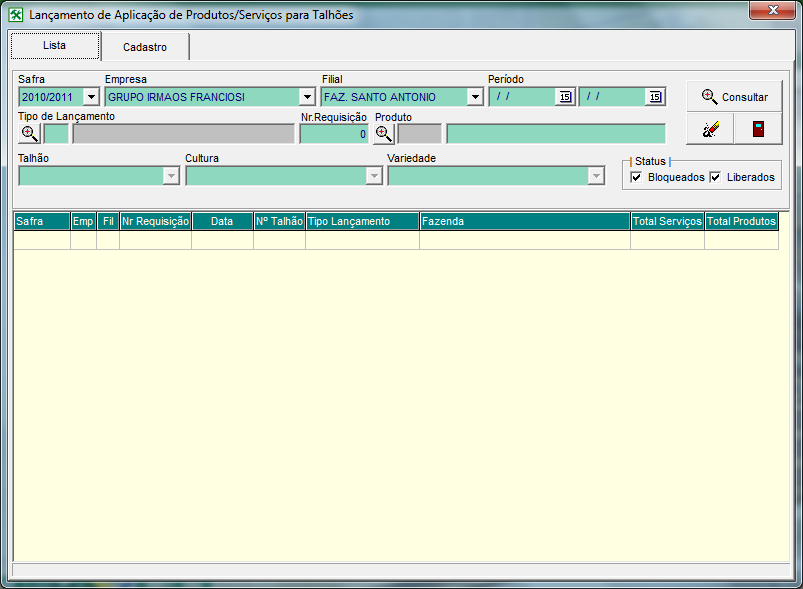 Lançamento de Aplicação de Produtos/Serviços para Talhões
Lista Cadastro
Safra Empresa Filial Período
2010/2011 GRUPO IRMAOS FRANCIOSI FAZ. SANTO ANTONIO / / 15 / / 15 Consultar
Tipo de Lançamento Nr.Requisição Produto
0
Talhão Cultura Variedade Status
Bloqueados Liberados
Safra Emp Fil Nr Requisição Data Nº Talhão Tipo Lançamento Fazenda Total Serviços Total Produtos